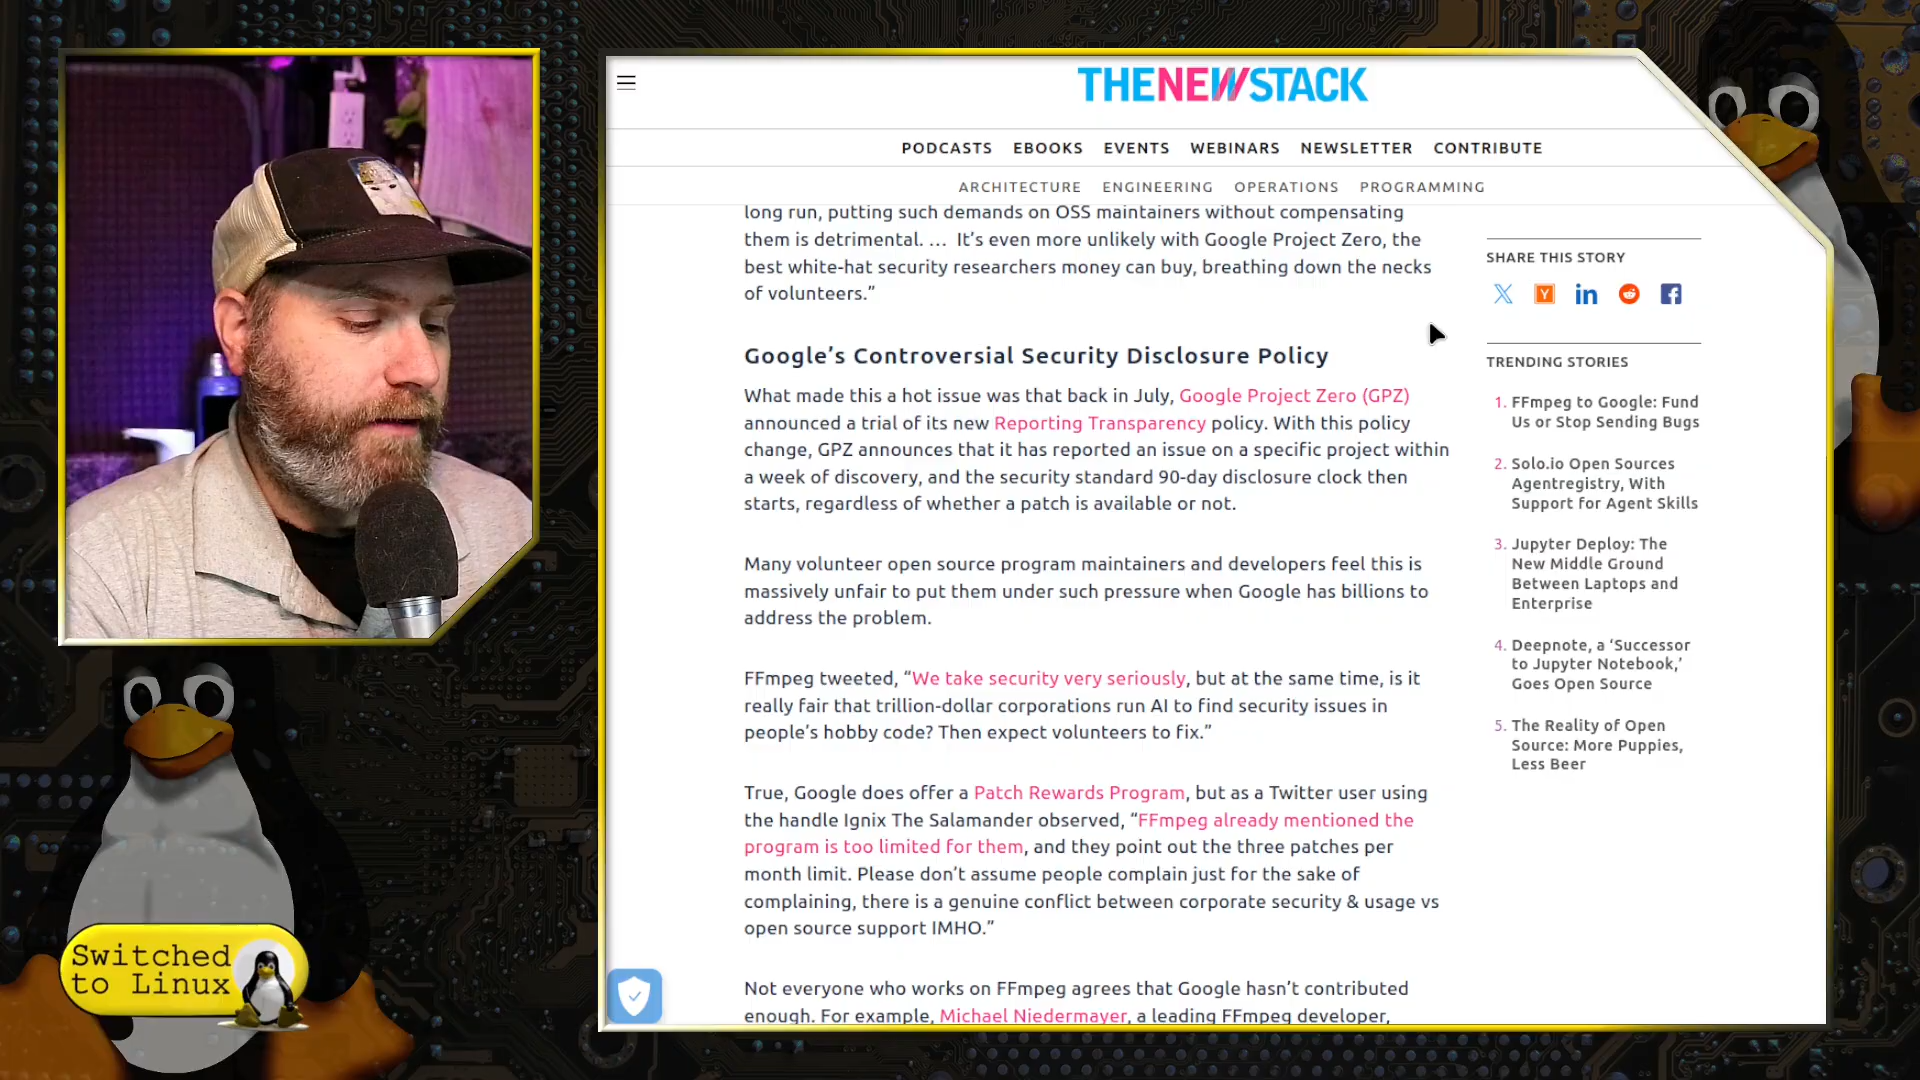 THENEWSTACK
PODCASTS EBOOKS EVENTS WEBINARS NEWSLETTER CONTRIBUTE
ARCHITECTURE ENGINEERING OPERATIONS PROGRAMMING
long run, putting such demands on OSS maintainers without compensating
them is detrimental. … It’s even more unlikely with Google Project Zero, the
best white-hat security researchers money can buy, breathing down the necks
of volunteers.”
Google’s Controversial Security Disclosure Policy
What made this a hot issue was that back in July, Google Project Zero (GPZ)
announced a trial of its new Reporting Transparency policy. With this policy
change, GPZ announces that it has reported an issue on a specific project within
a week of discovery, and the security standard 90-day disclosure clock then
starts, regardless of whether a patch is available or not.
Many volunteer open source program maintainers and developers feel this is
massively unfair to put them under such pressure when Google has billions to
address the problem.
FFmpeg tweeted, “We take security very seriously, but at the same time, is it
really fair that trillion-dollar corporations run AI to find security issues in
people’s hobby code? Then expect volunteers to fix.”
True, Google does offer a Patch Rewards Program, but as a Twitter user using
the handle Ignix The Salamander observed, “FFmpeg already mentioned the
program is too limited for them, and they point out the three patches per
month limit. Please don’t assume people complain just for the sake of
complaining, there is a genuine conflict between corporate security & usage vs
open source support IMHO.”
Not everyone who works on FFmpeg agrees that Google hasn’t contributed
enough. For example, Michael Niedermayer, a leading FFmpeg developer,
SHARE THIS STORY
TRENDING STORIES
1. FFmpeg to Google: Fund
Us or Stop Sending Bugs
2. Solo.io Open Sources
Agentregistry, With
Support for Agent Skills
3. Jupyter Deploy: The
New Middle Ground
Between Laptops and
Enterprise
4. Deepnote, a ‘Successor
to Jupyter Notebook,’
Goes Open Source
5. The Reality of Open
Source: More Puppies,
Less Beer
Switched
to Linux